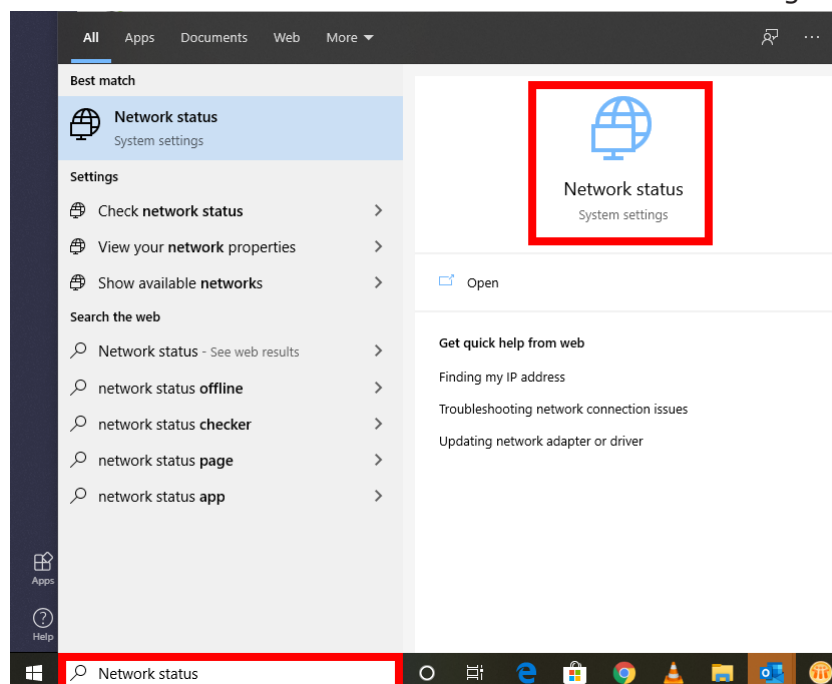 All Apps Documents Web More
Best match
Network status
System settings
Settings
Check network status
View your network properties
Show available networks
Search the web
Network status - See web results
network status offline
network status checker
network status page
network status app
Network status
System settings
Open
Get quick help from web
Finding my IP address
Troubleshooting network connection issues
Updating network adapter or driver
Apps
Help
Network status